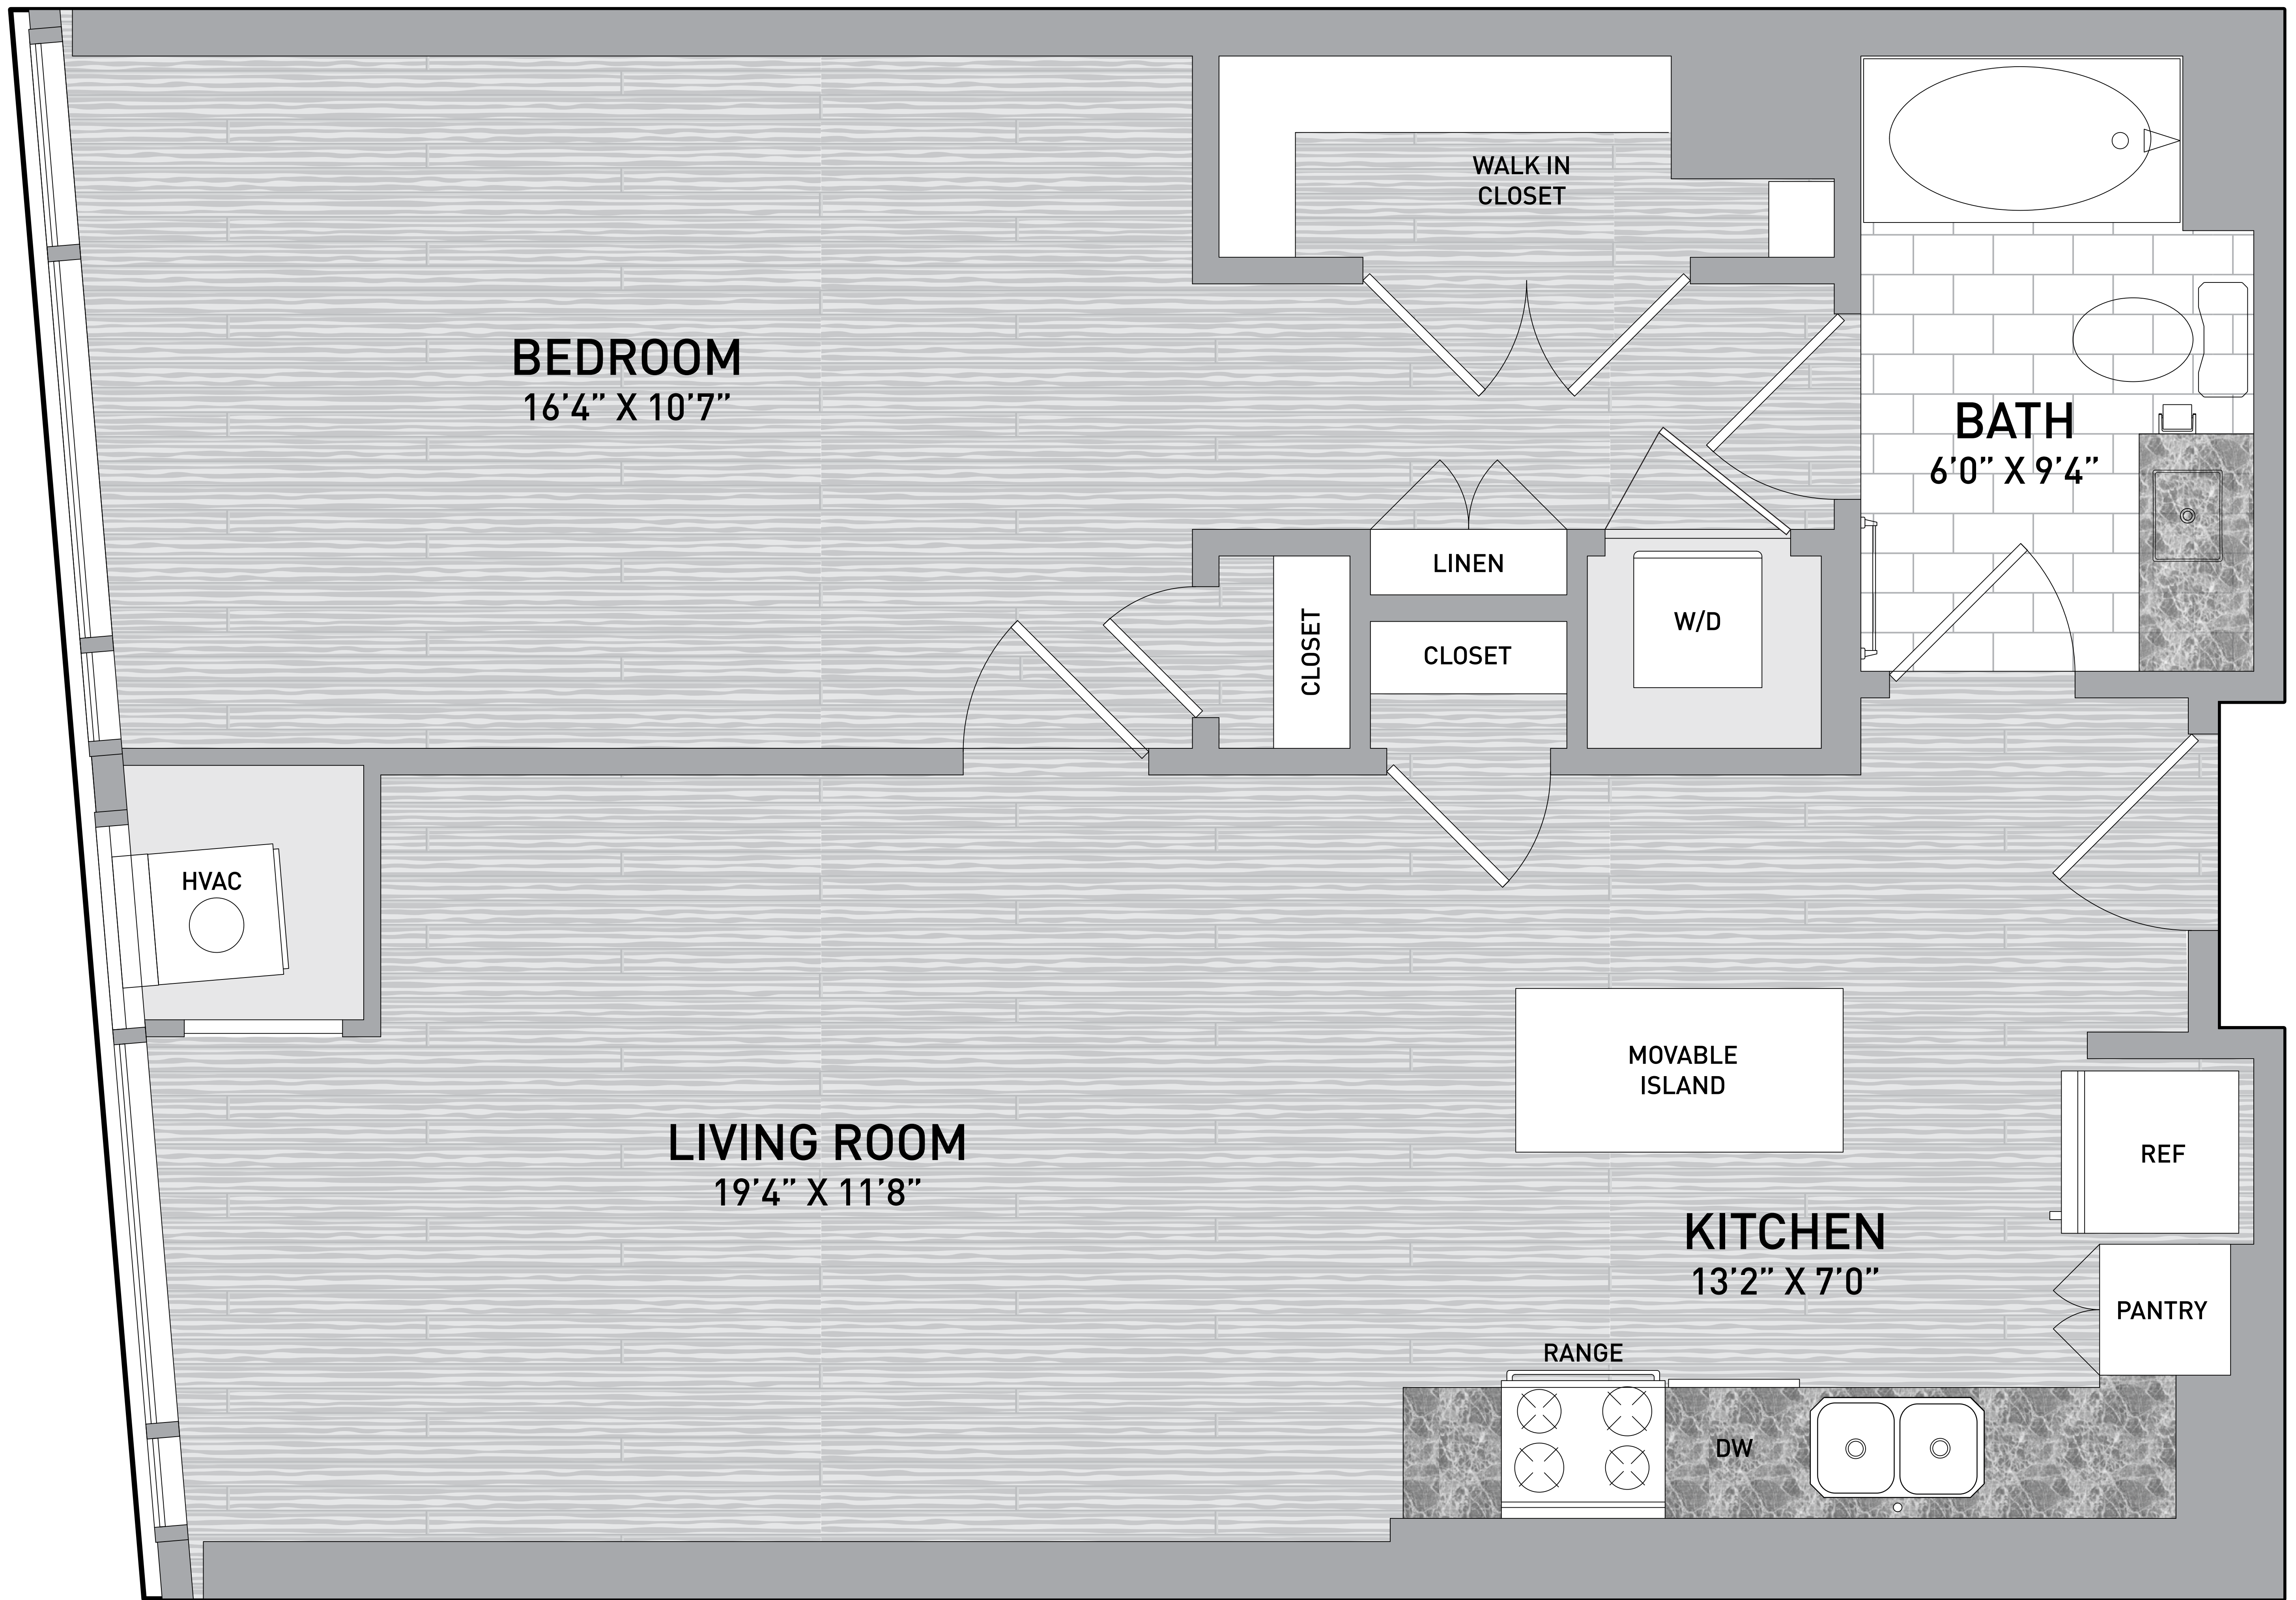 WALK IN
CLOSET
BEDROOM
16’4” X 10’7”
BATH
6’0” X 9’4”
LINEN
CLOSET
CLOSET
W/D
HVAC
MOVABLE
ISLAND
LIVING ROOM
19’4” X 11’8”
REF
KITCHEN
13’2” X 7’0”
PANTRY
RANGE
DW